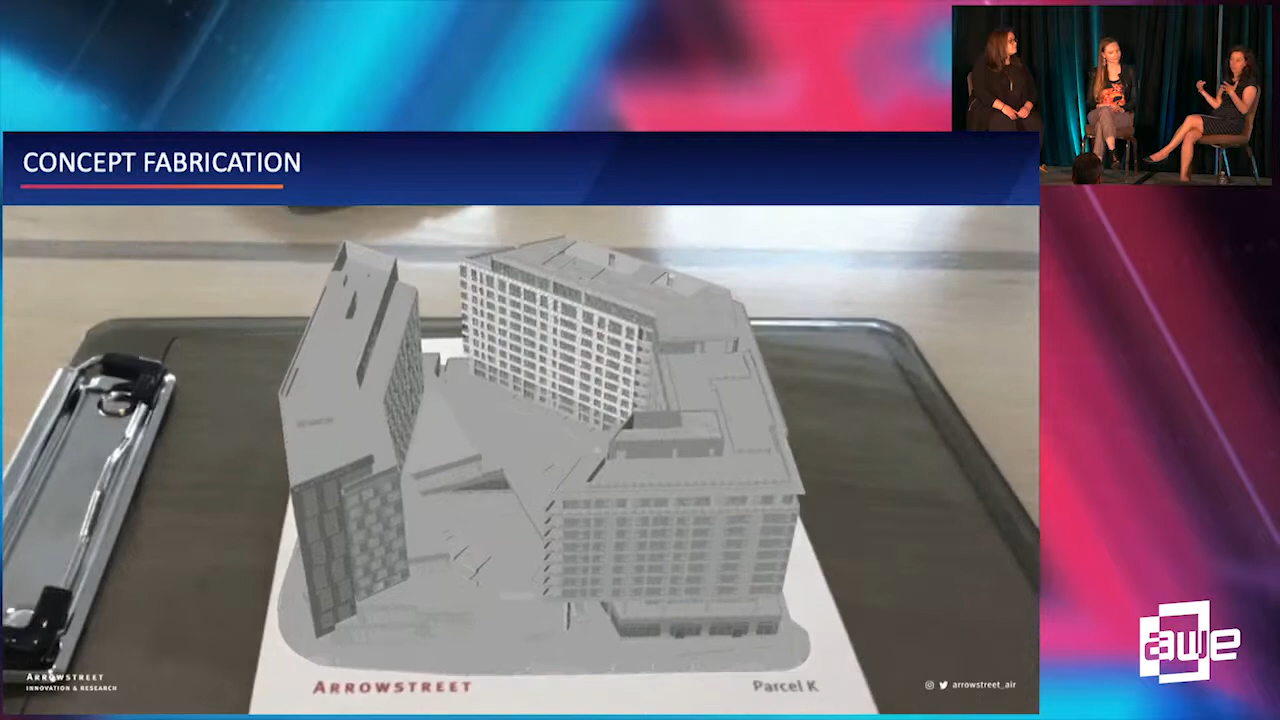 CONCEPT FABRICATION
ARROWSTREET
Parcel K
ARROWSTREET
INNOVATION & RESEARCH
arrowstreet_air
awe